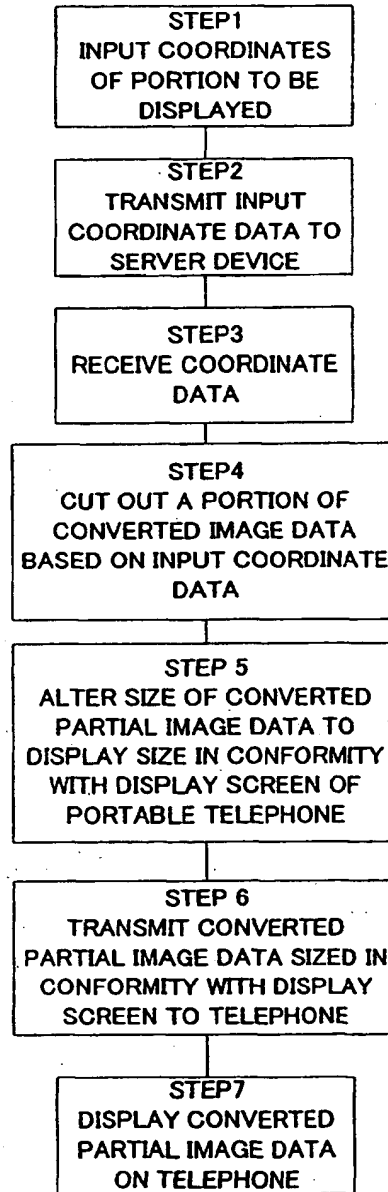 STEP1
INPUT COORDINATES
OF PORTION TO BE
DISPLAYED
STEP2
TRANSMIT INPUT
COORDINATE DATA TO
SERVER DEVICE
STEP3
RECEIVE COORDINATE
DATA
STEP4
CUT OUT A PORTION OF
CONVERTED IMAGE DATA
BASED ON INPUT COORDINATE
DATA
STEP 5
ALTER SIZE OF CONVERTED
PARTIAL IMAGE DATA TO
DISPLAY SIZE IN CONFORMITY
WITH DISPLAY SCREEN OF
PORTABLE TELEPHONE
STEP 6
TRANSMIT CONVERTED
PARTIAL IMAGE DATA SIZED IN
CONFORMITY WITH DISPLAY
SCREEN TO TELEPHONE
STEP7
DISPLAY CONVERTED
PARTIAL IMAGE DATA
ON TELEPHONE